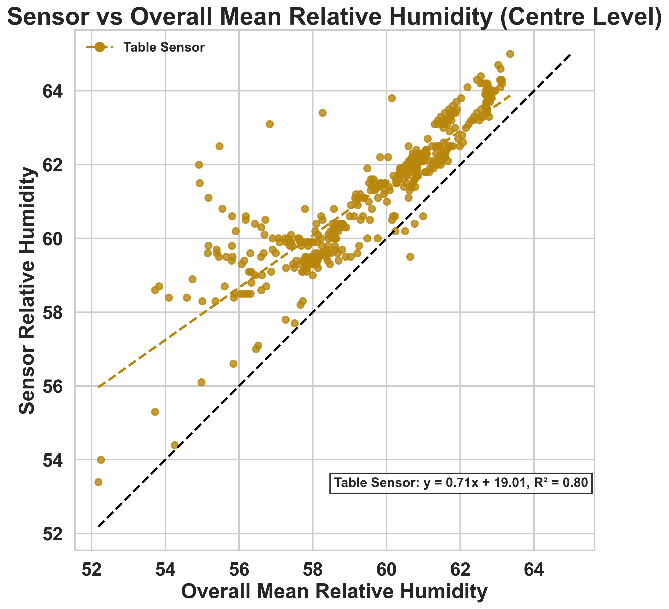 Sensor vs Overall Mean Relative Humidity (Centre Level)
Table Sensor
64
62
60
58
56
54
52
Sensor Relative Humidity
Table Sensor: y = 0.71x + 19.01, R² = 0.80
52 54 56 58 60 62 64
Overall Mean Relative Humidity